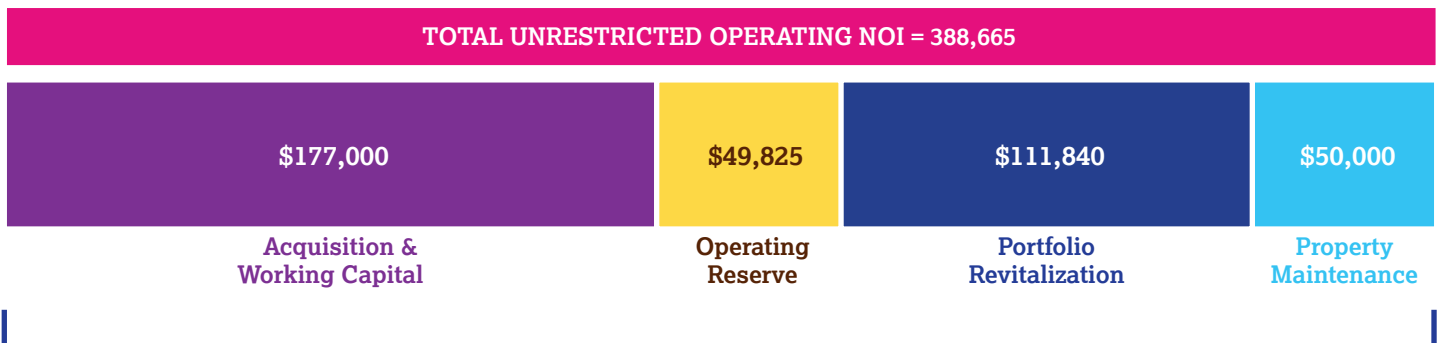 TOTAL UNRESTRICTED OPERATING NOI = 388,665
$177,000
$49,825
$111,840
$50,000
Acquisition &
Working Capital
Operating
Reserve
Portfolio
Revitalization
Property
Maintenance